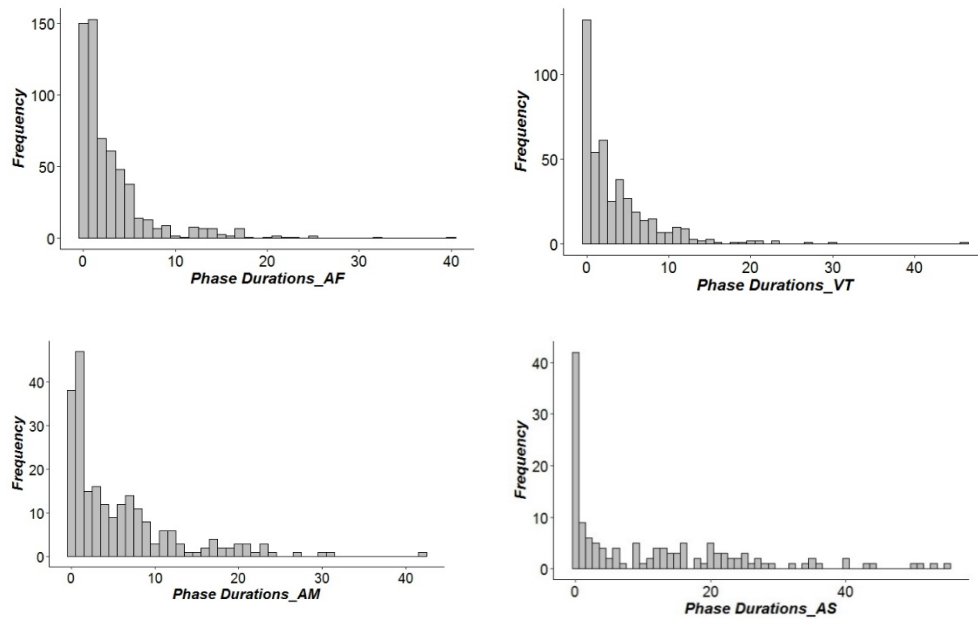 Frequency
150
100
50
0
0 10 20 30 40
Phase Durations_AF
Frequency
100
50
0
0 10 20 30 40
Phase Durations_VT
Frequency
40
30
20
10
0
0 10 20 30 40
Phase Durations_AM
Frequency
40
30
20
10
0
0 20 40
Phase Durations_AS